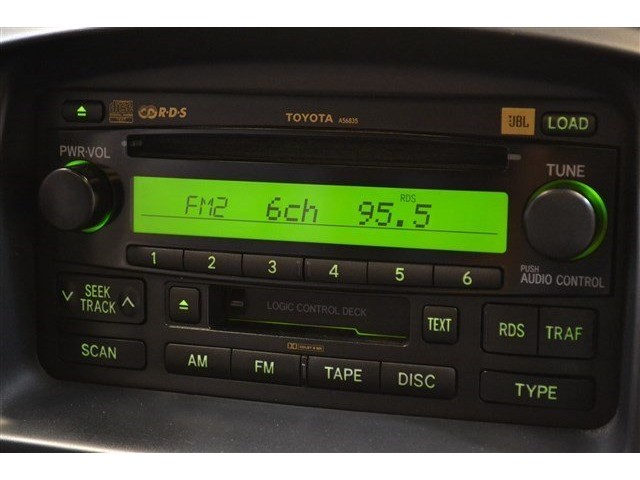 RDS TOYOTA A56835 JBL LOAD
PWR·VOL TUNE
RDS
FM2 6ch 95.5
1 2 3 4 5 6
PUSH
AUDIO CONTROL
SEEK
TRACK
LOGIC CONTROL DECK
TEXT
RDS TRAF
SCAN
AM FM TAPE DISC
TYPE